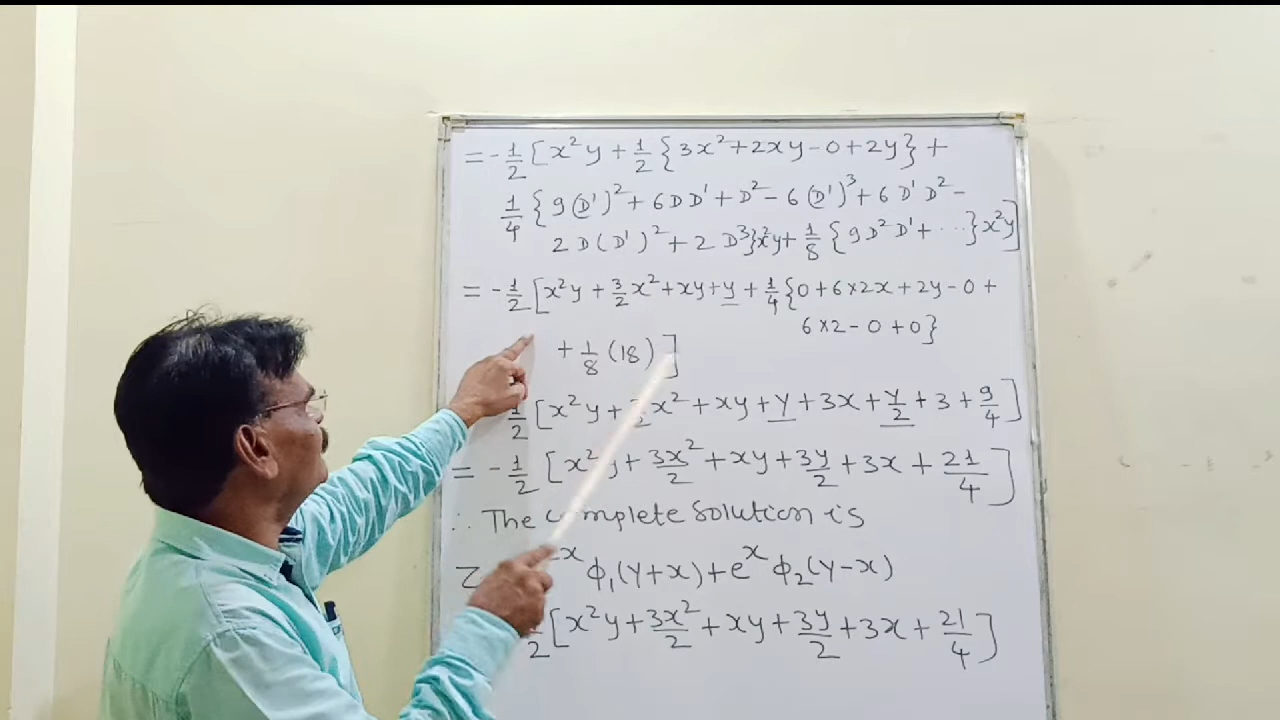 = -1/2 [x²y + 1/2 {3x² + 2xy - 0 + 2y} +
1/4 {9(D')² + 6DD' + D² - 6(D')³ + 6D'D² -
2D(D')² + 2D³}x²y + 1/8 {9D²D' + ...} x²y]
= -1/2 [x²y + 3/2 x² + xy + y + 1/4 {0 + 6×2x + 2y - 0 +
6×2 - 0 + 0}
+ 1/8 (18)]
1/2 [x²y + /2 x² + xy + y + 3x + y/2 + 3 + 9/4]
= -1/2 [x²y + 3x²/2 + xy + 3y/2 + 3x + 21/4]
∴ The complete solution is
Z x ϕ₁(y+x) + eˣ ϕ₂(y-x)
/2 [x²y + 3x²/2 + xy + 3y/2 + 3x + 21/4]